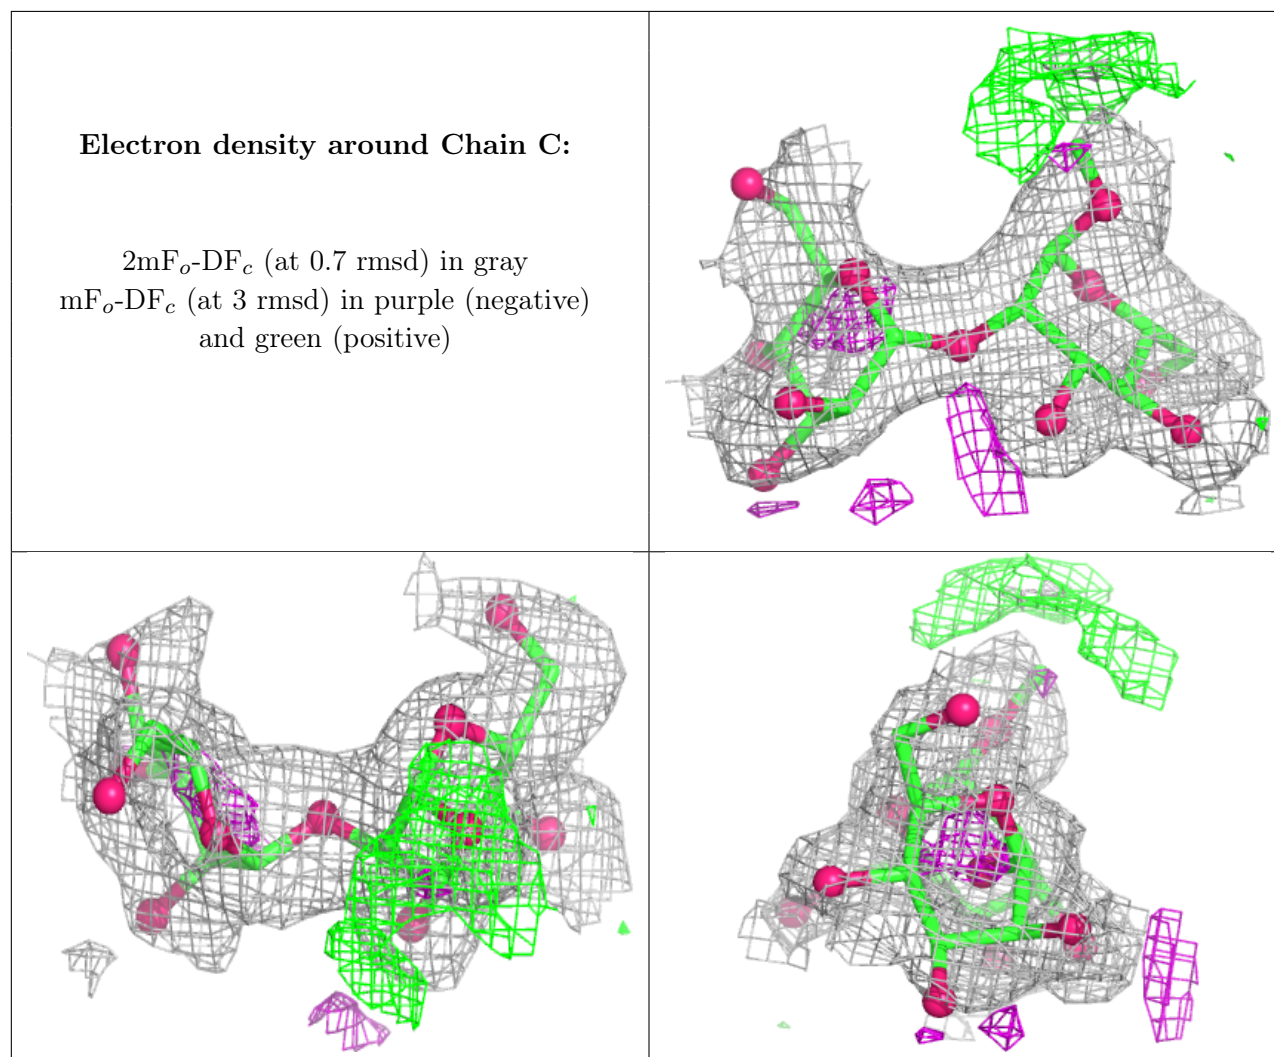 Electron density around Chain C:
2mFo-DFc (at 0.7 rmsd) in gray
mFo-DFc (at 3 rmsd) in purple (negative)
and green (positive)